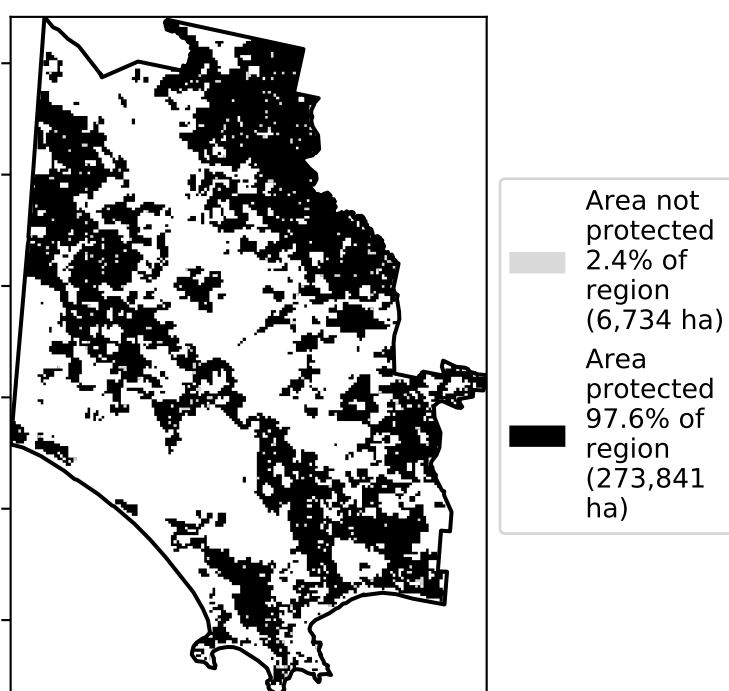 Area not
protected
2.4% of
region
(6,734 ha)
Area
protected
97.6% of
region
(273,841
ha)